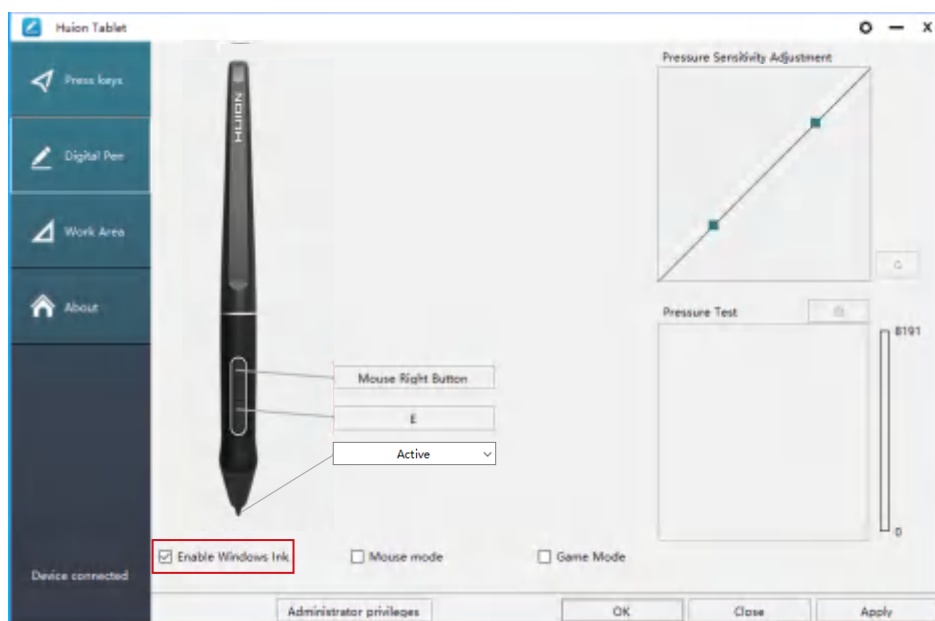 Huion Tablet
Press keys
Digital Pen
Work Area
About
Device connected
HUION
Mouse Right Button
E
Active
Enable Windows Ink
Mouse mode
Game Mode
Pressure Sensitivity Adjustment
Pressure Test
8191
0
Administrator privileges
OK
Close
Apply